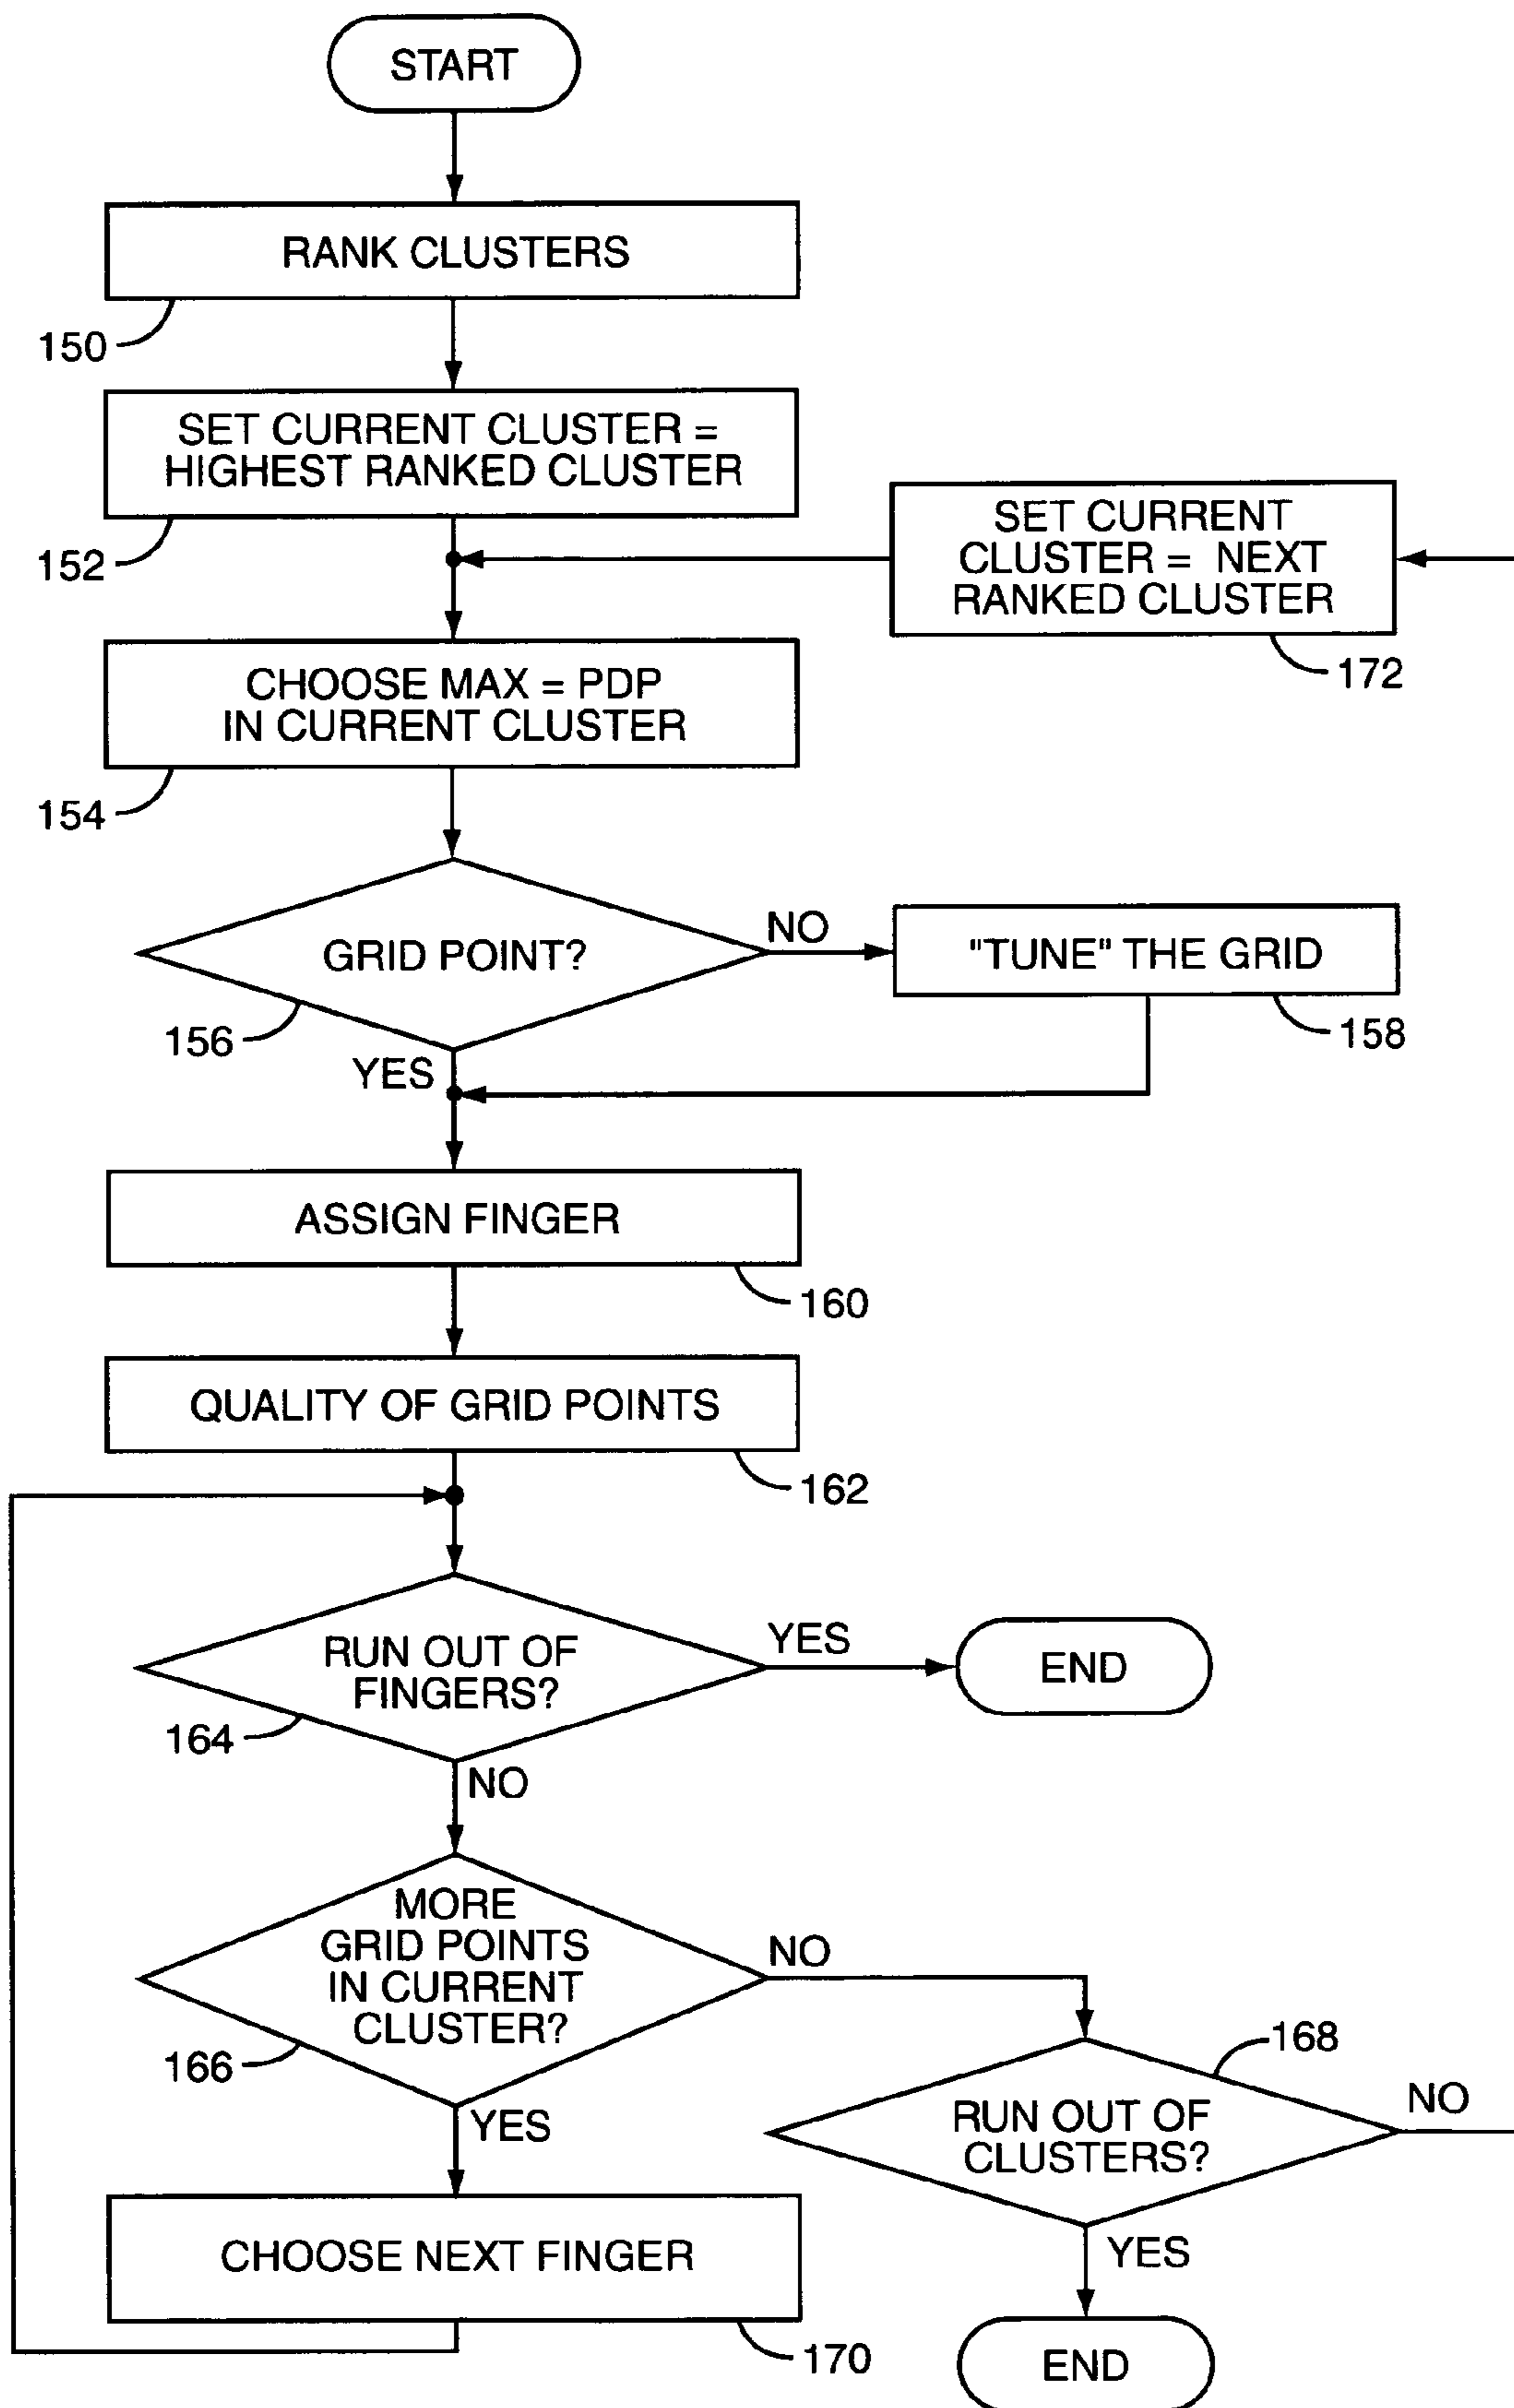 START
RANK CLUSTERS
150
SET CURRENT CLUSTER =
HIGHEST RANKED CLUSTER
152
SET CURRENT
CLUSTER = NEXT
RANKED CLUSTER
172
CHOOSE MAX = PDP
IN CURRENT CLUSTER
154
GRID POINT?
156
NO
"TUNE" THE GRID
158
YES
ASSIGN FINGER
160
QUALITY OF GRID POINTS
162
RUN OUT OF
FINGERS?
164
YES
END
NO
MORE
GRID POINTS
IN CURRENT
CLUSTER?
166
NO
168
RUN OUT OF
CLUSTERS?
NO
YES
CHOOSE NEXT FINGER
170
YES
END